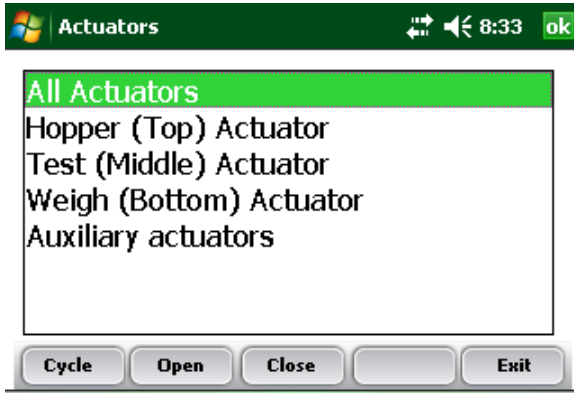 Actuators 8:33 ok
All Actuators
Hopper (Top) Actuator
Test (Middle) Actuator
Weigh (Bottom) Actuator
Auxiliary actuators
Cycle Open Close Exit